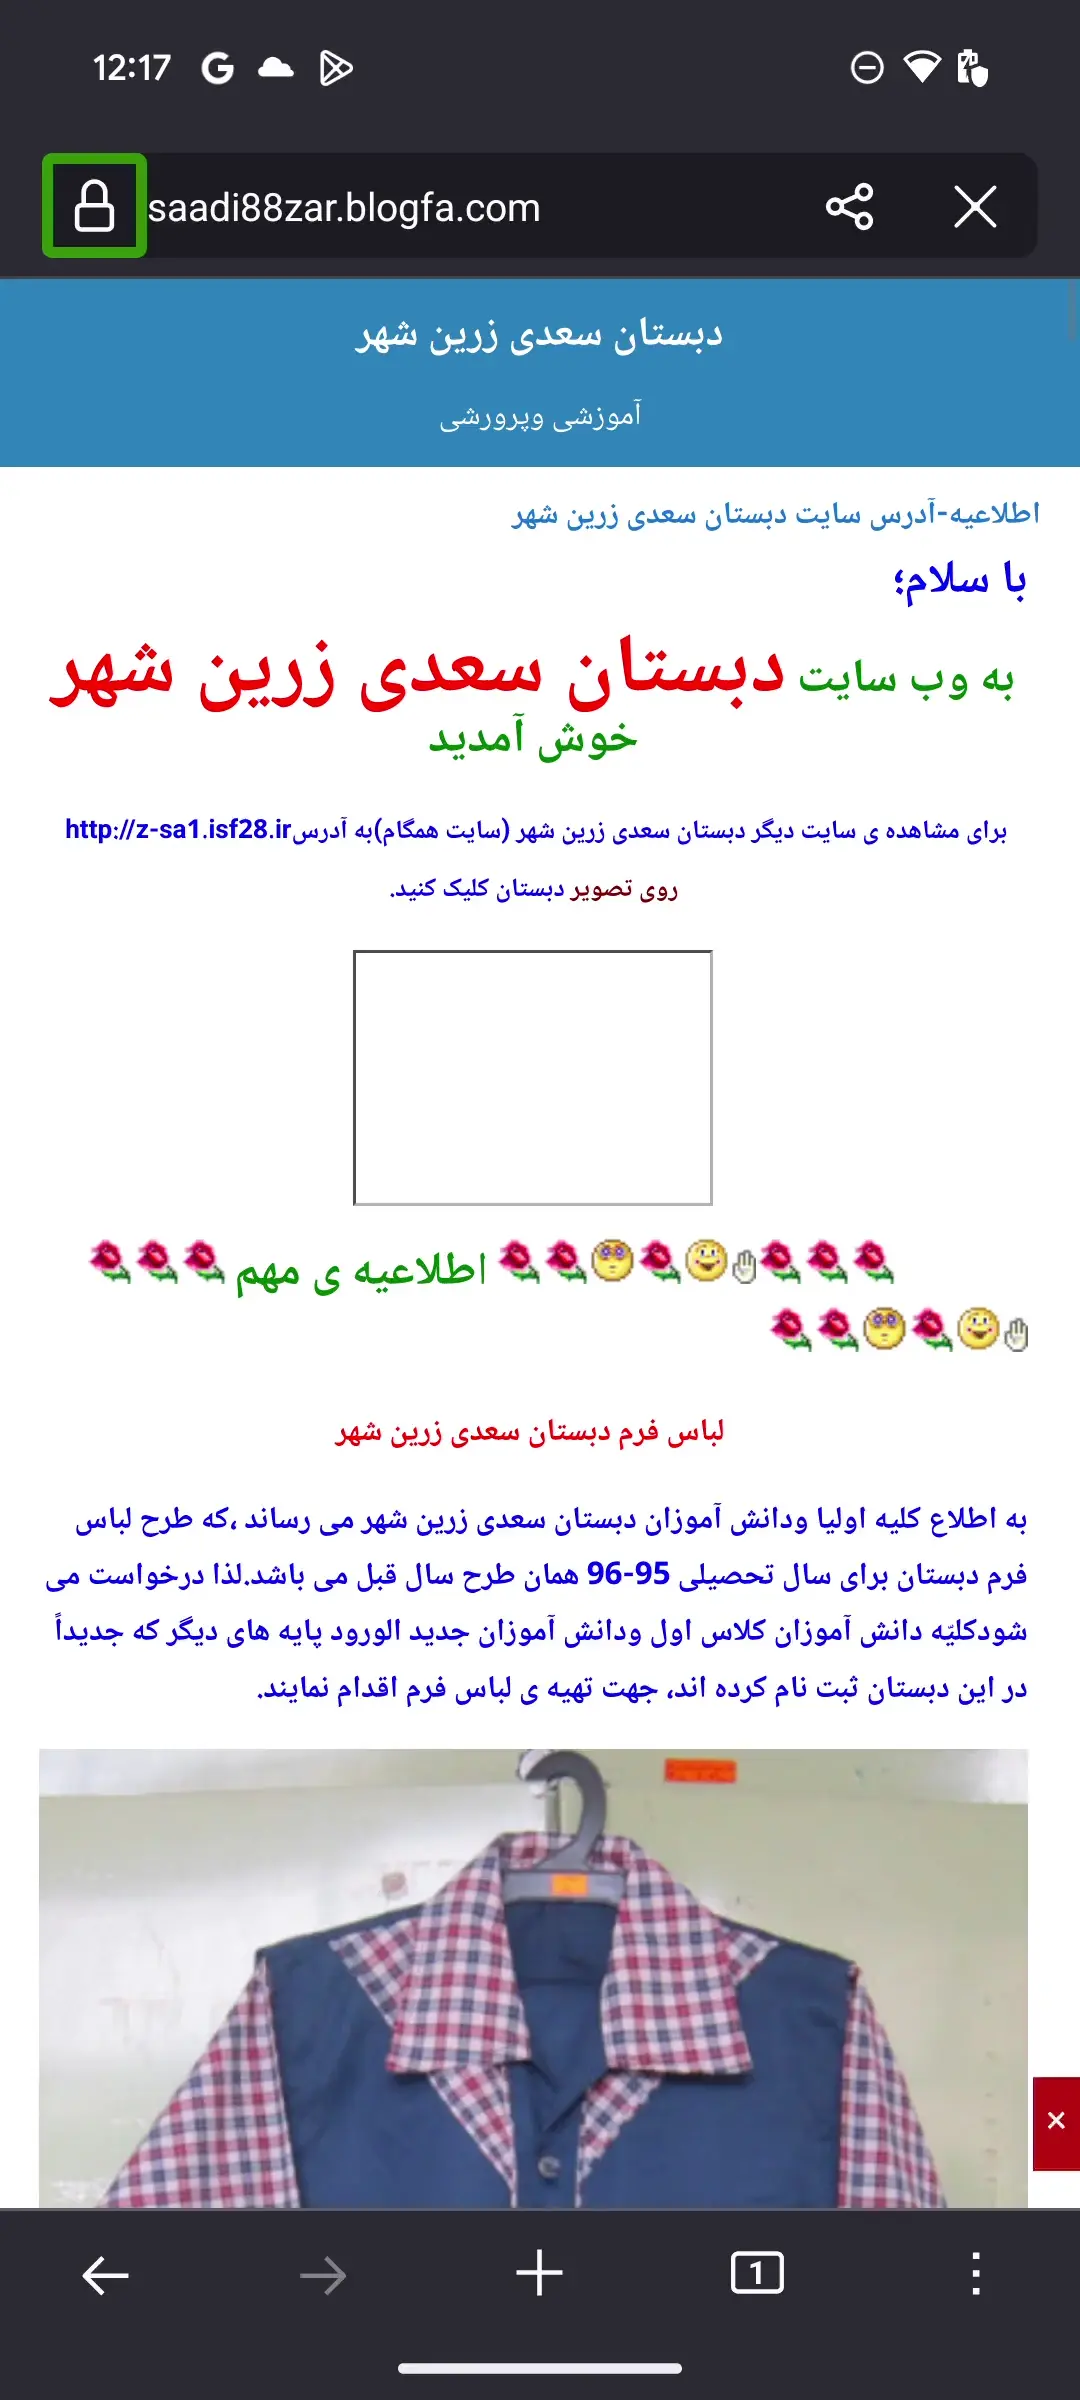 12:17
saadi88zar.blogfa.com
دبستان سعدی زرین شهر
آموزشی وپرورشی
اطلاعیه-آدرس سایت دبستان سعدی زرین شهر
با سلام؛
به وب سایت دبستان سعدی زرین شهر
خوش آمدید
برای مشاهده ی سایت دیگر دبستان سعدی زرین شهر (سایت همگام)به آدرسhttp://z-sa1.isf28.ir
روی تصویر دبستان کلیک کنید.
اطلاعیه ی مهم
لباس فرم دبستان سعدی زرین شهر
به اطلاع کلیه اولیا ودانش آموزان دبستان سعدی زرین شهر می رساند ،که طرح لباس
فرم دبستان برای سال تحصیلی 95-96 همان طرح سال قبل می باشد.لذا درخواست می
شودکلیّه دانش آموزان کلاس اول ودانش آموزان جدید الورود پایه های دیگر که جدیداً
در این دبستان ثبت نام کرده اند، جهت تهیه ی لباس فرم اقدام نمایند.
1